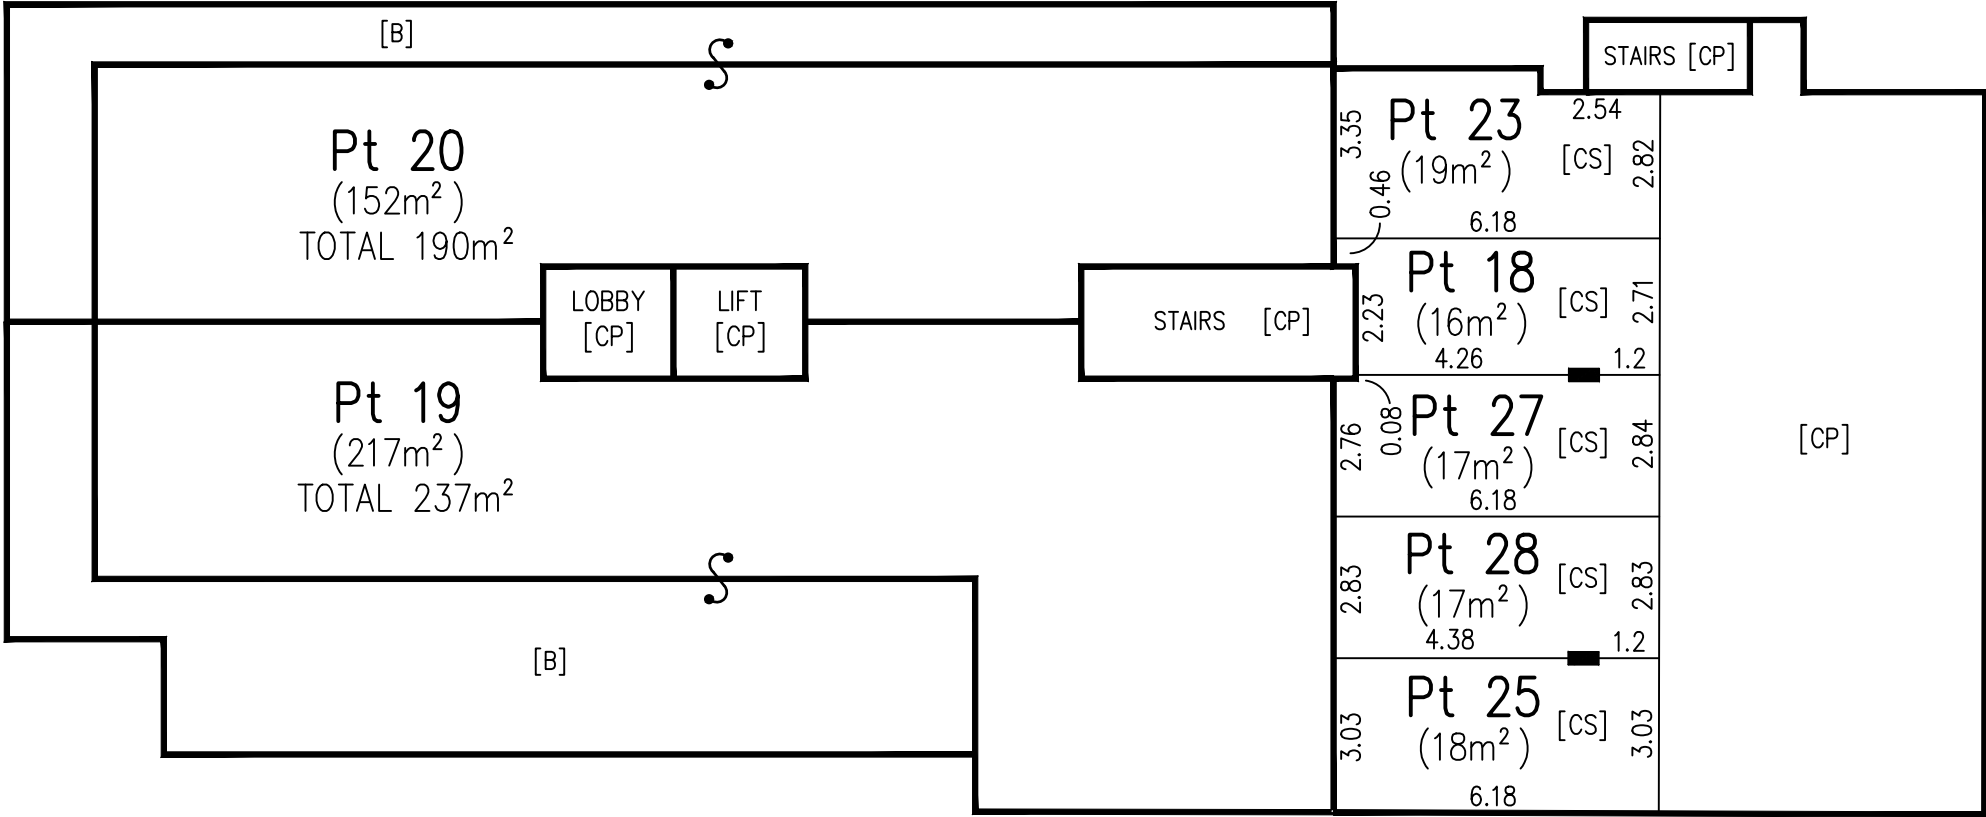 [B]
STAIRS [CP]
Pt 20
(152m²)
TOTAL 190m²
3.35
Pt 23
(19m²)
2.54
[CS]
2.82
0.46
6.18
LOBBY
[CP]
LIFT
[CP]
STAIRS [CP]
2.23
Pt 18
(16m²)
[CS]
2.71
4.26
1.2
Pt 19
(217m²)
TOTAL 237m²
2.76
0.08
Pt 27
(17m²)
[CS]
2.84
6.18
[CP]
2.83
Pt 28
(17m²)
[CS]
2.83
4.38
1.2
[B]
3.03
Pt 25
(18m²)
[CS]
3.03
6.18